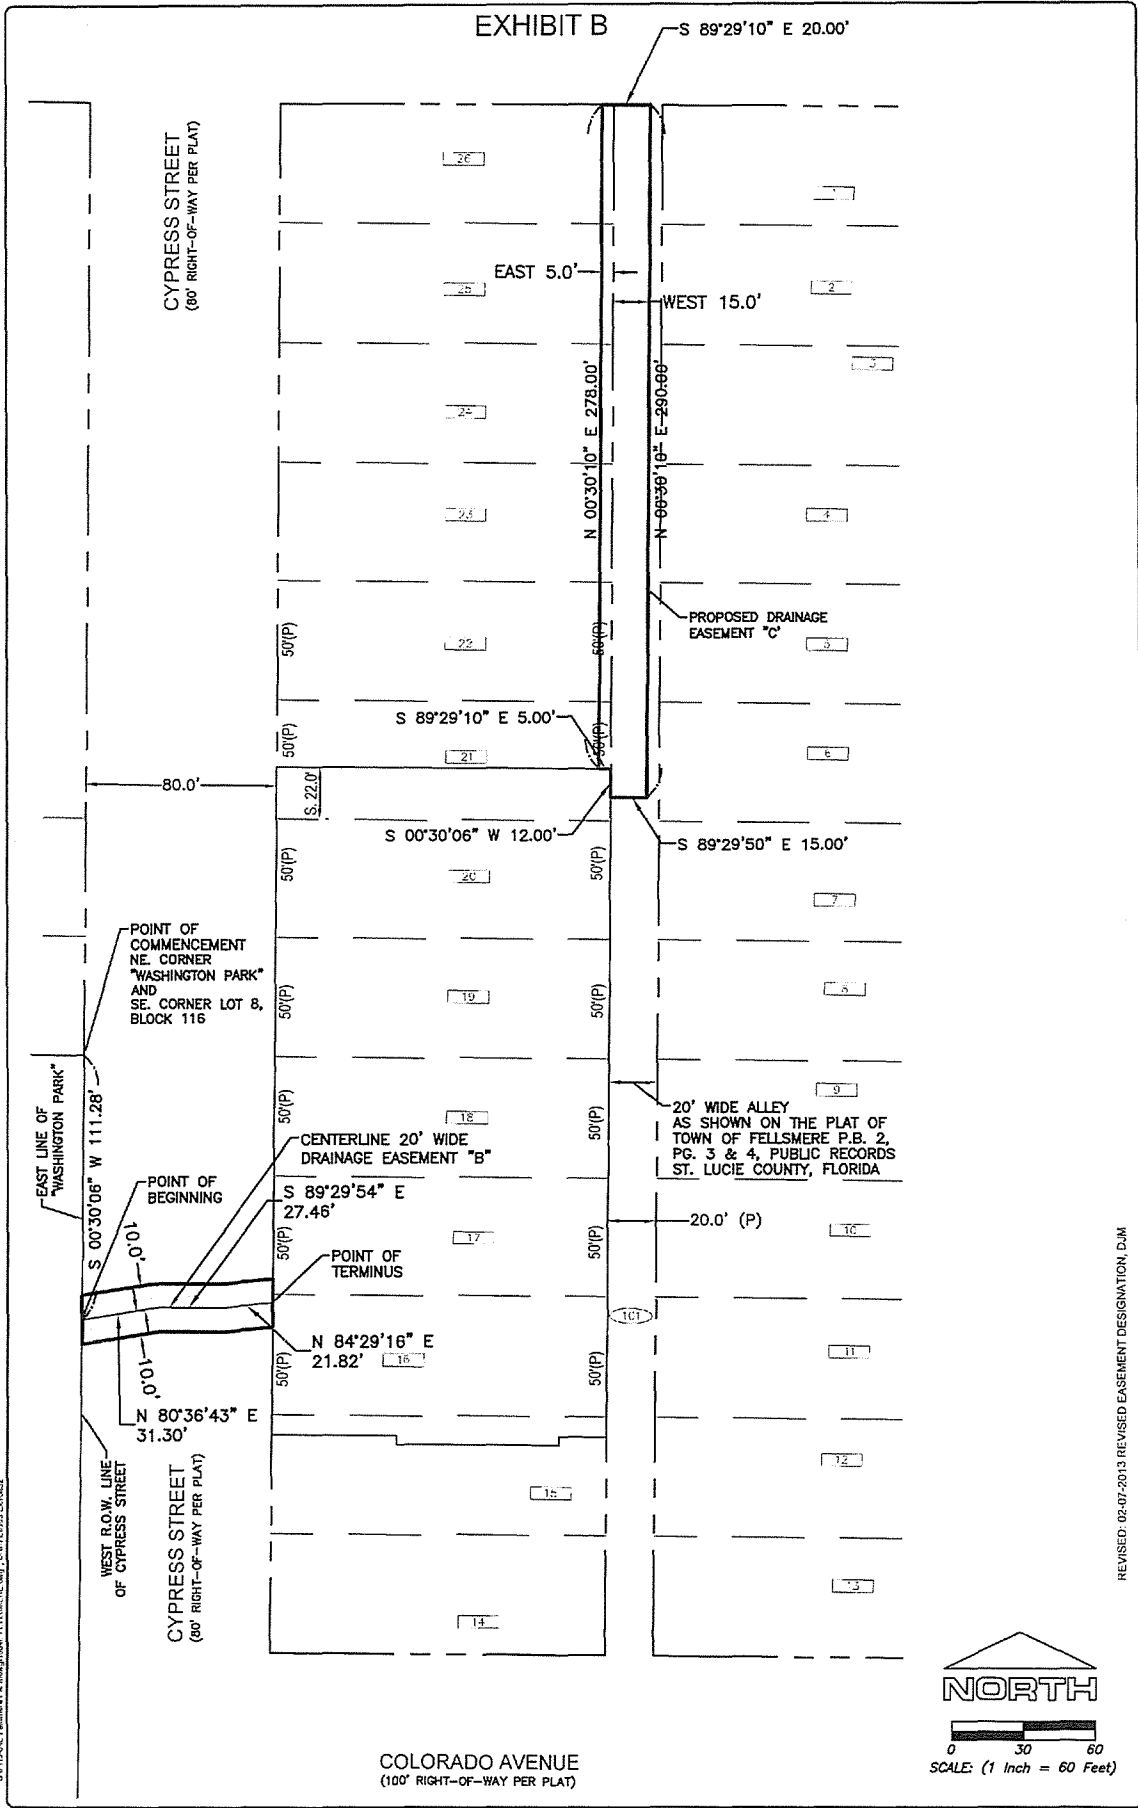 EXHIBIT B
S 89°29'10" E 20.00'
CYPRESS STREET
(80' RIGHT-OF-WAY PER PLAT)
26
1
EAST 5.0'
25
2
WEST 15.0'
3
N 00°30'10" E 278.00'
N 00°30'10" E 290.00'
24
23
4
PROPOSED DRAINAGE
EASEMENT "C'
50'(P)
22
50'(P)
5
S 89°29'10" E 5.00'
50'(P)
21
50'(P)
6
80.0'
S. 22.0'
S 00°30'06" W 12.00'
S 89°29'50" E 15.00'
50'(P)
20
50'(P)
7
POINT OF
COMMENCEMENT
NE. CORNER
"WASHINGTON PARK"
AND
SE. CORNER LOT 8,
BLOCK 116
50'(P)
19
50'(P)
8
EAST LINE OF
"WASHINGTON PARK"
S 00°30'06" W 111.28'
50'(P)
18
50'(P)
9
20' WIDE ALLEY
AS SHOWN ON THE PLAT OF
TOWN OF FELLSMERE P.B. 2,
PG. 3 & 4, PUBLIC RECORDS
ST. LUCIE COUNTY, FLORIDA
CENTERLINE 20' WIDE
DRAINAGE EASEMENT "B"
POINT OF
BEGINNING
S 89°29'54" E
27.46'
50'(P)
17
50'(P)
20.0' (P)
10
10.0'
POINT OF
TERMINUS
101
N 84°29'16" E
21.82'
50'(P)
16
50'(P)
11
10.0'
N 80°36'43" E
31.30'
WEST R.O.W. LINE
OF CYPRESS STREET
CYPRESS STREET
(80' RIGHT-OF-WAY PER PLAT)
12
15
13
14
REVISED: 02-07-2013 REVISED EASEMENT DESIGNATION, DJM
NORTH
0 30 60
SCALE: (1 Inch = 60 Feet)
COLORADO AVENUE
(100' RIGHT-OF-WAY PER PLAT)